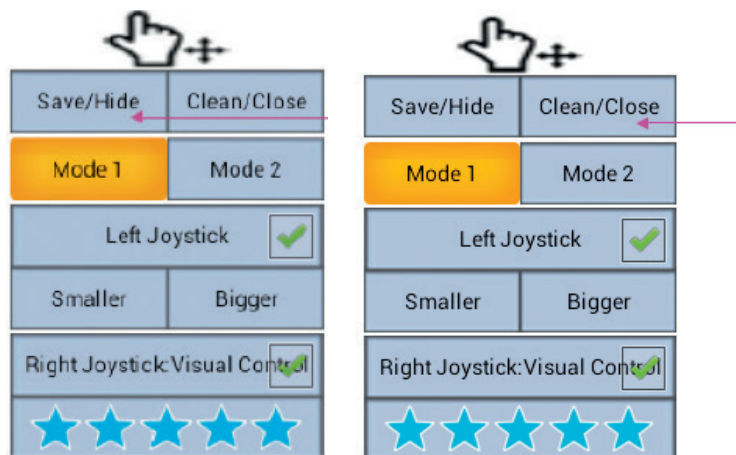 Save/Hide Clean/Close
Mode 1 Mode 2
Left Joystick
Smaller Bigger
Right Joystick:Visual Control
Save/Hide Clean/Close
Mode 1 Mode 2
Left Joystick
Smaller Bigger
Right Joystick:Visual Control